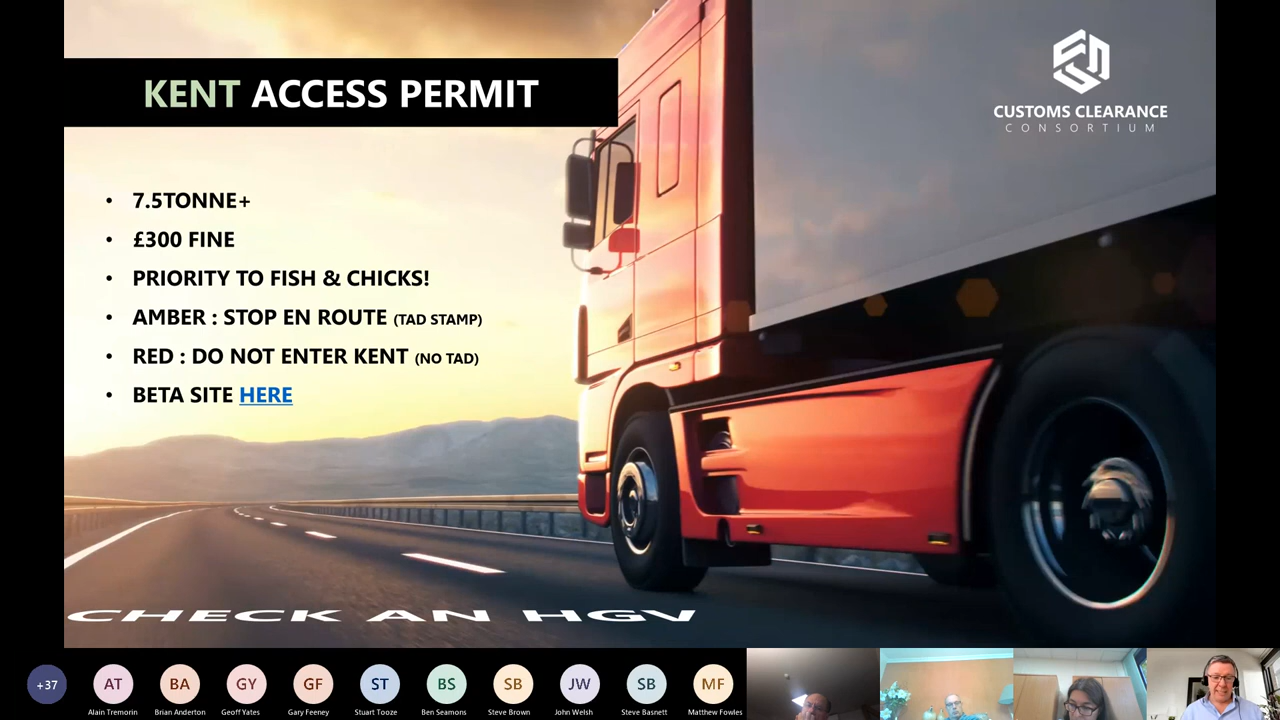 KENT ACCESS PERMIT
CUSTOMS CLEARANCE
CONSORTIUM
• 7.5TONNE+
• £300 FINE
• PRIORITY TO FISH & CHICKS!
• AMBER : STOP EN ROUTE (TAD STAMP)
• RED : DO NOT ENTER KENT (NO TAD)
• BETA SITE HERE
CHECK AN HGV
+37 AT BA GY GF ST BS SB JW SB MF
Alain Tremorin Brian Anderton Geoff Yates Gary Feeney Stuart Tooze Ben Seamons Steve Brown John Welsh Steve Basnett Matthew Fowles